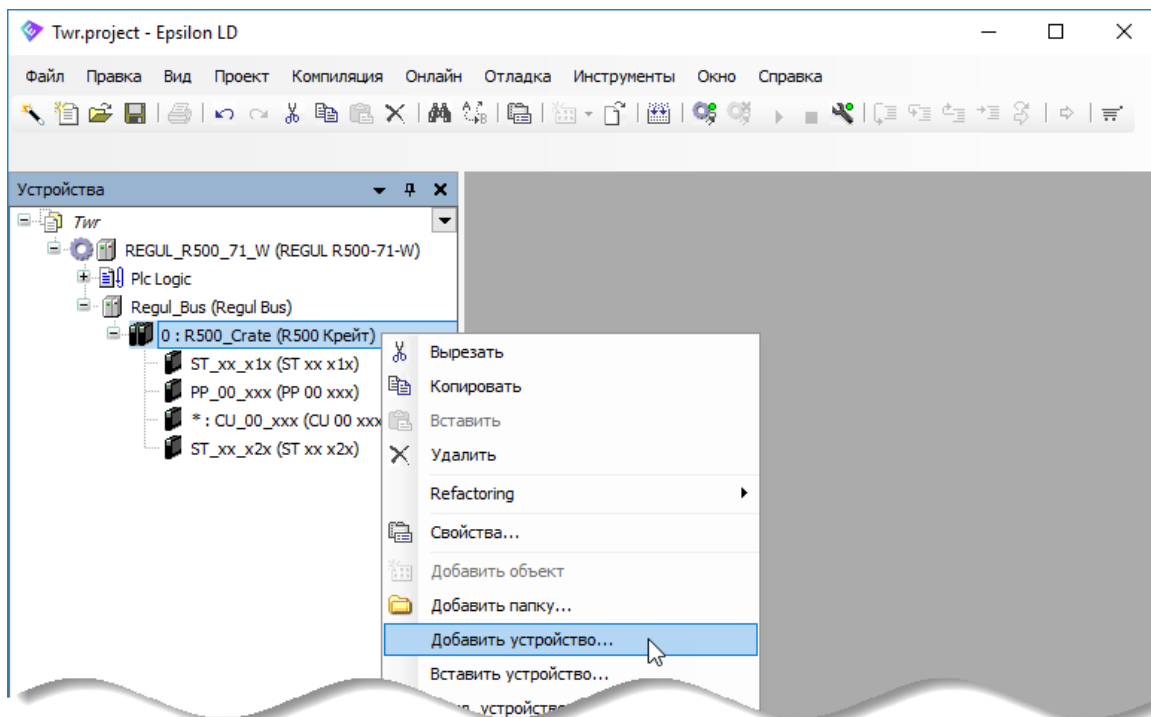 Twr.project - Epsilon LD
Файл Правка Вид Проект Компиляция Онлайн Отладка Инструменты Окно Справка
Устройства
Twr
REGUL_R500_71_W (REGUL R500-71-W)
Plc Logic
Regul_Bus (Regul Bus)
0 : R500_Crate (R500 Крейт)
ST_xx_x1x (ST xx x1x)
PP_00_xxx (PP 00 xxx)
* : CU_00_xxx (CU 00 xxx
ST_xx_x2x (ST xx x2x)
Вырезать
Копировать
Вставить
Удалить
Refactoring
Свойства...
Добавить объект
Добавить папку...
Добавить устройство...
Вставить устройство...